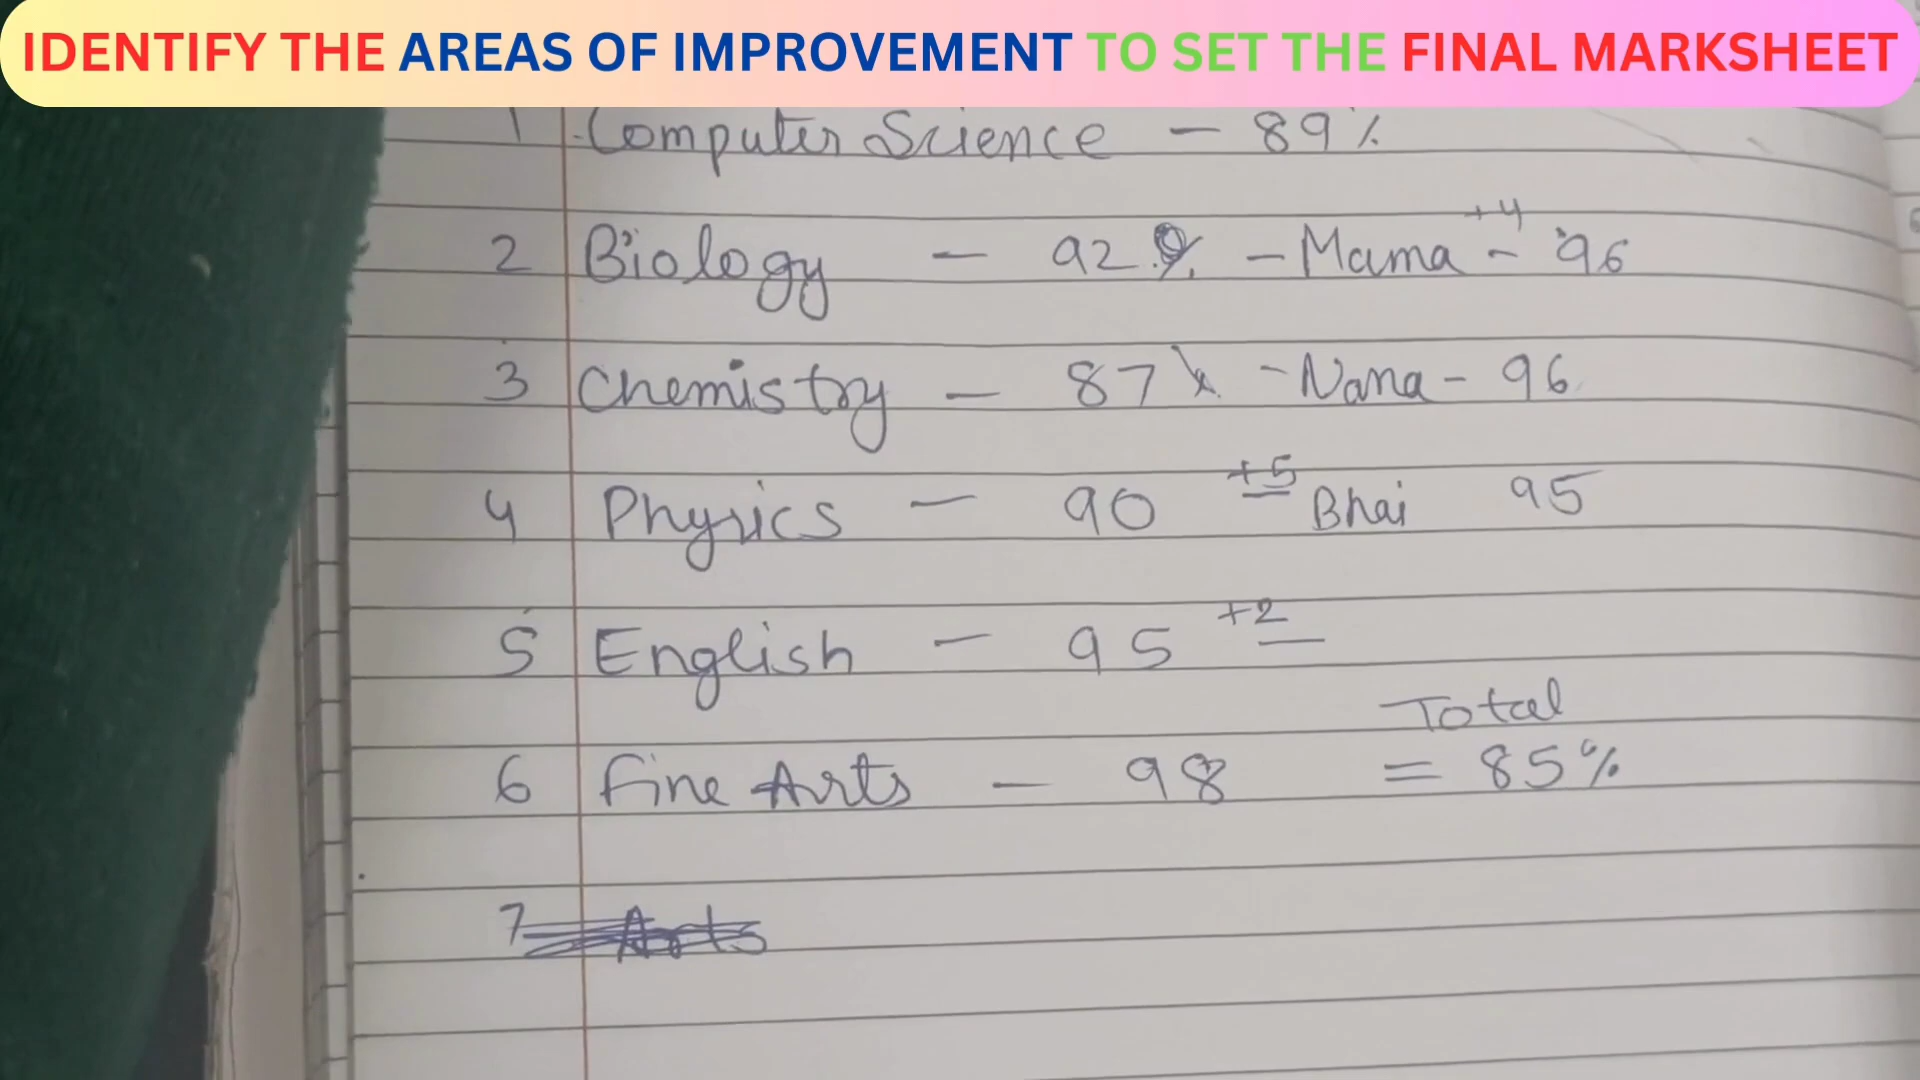 IDENTIFY THE AREAS OF IMPROVEMENT TO SET THE FINAL MARKSHEET
1 Computer Science - 89%
+4
2 Biology - 92 % - Mama - 96
3 Chemistry - 87% - Nana - 96
+5
4 Physics - 90 Bhai 95
+2
5 English - 95 -
Total
6 Fine Arts - 98 = 85%
7 Arts